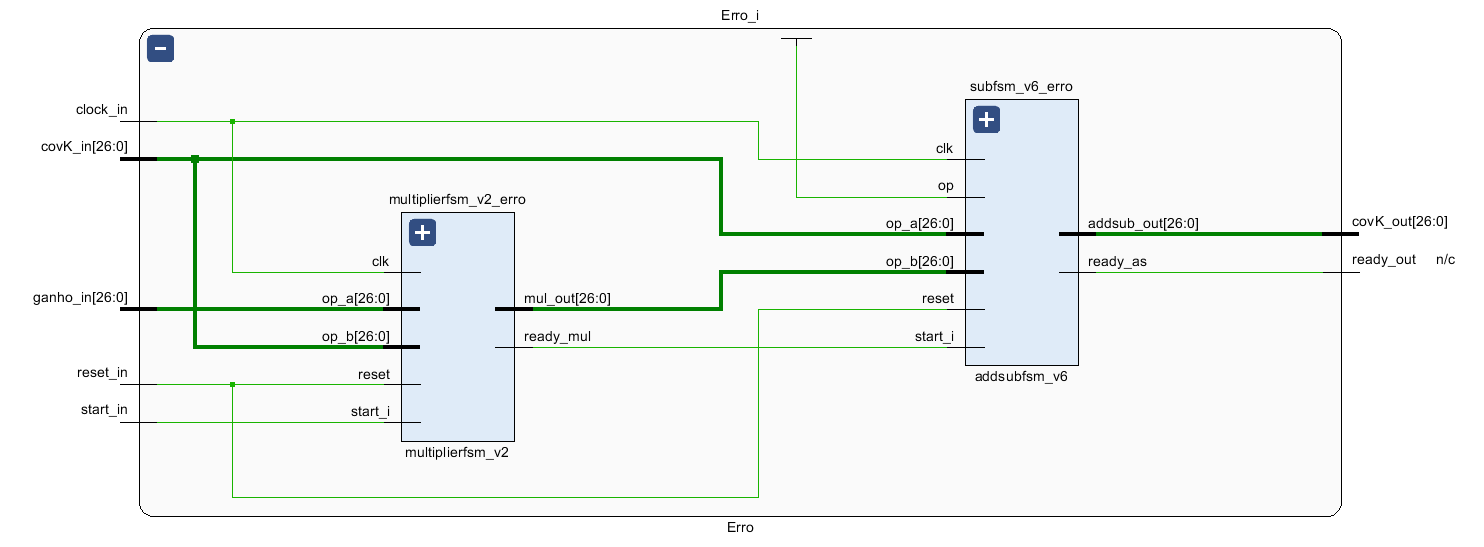 Erro_i
clock_in
covK_in[26:0]
ganho_in[26:0]
reset_in
start_in
multiplierfsm_v2_erro
clk
op_a[26:0]
op_b[26:0]
reset
start_i
mul_out[26:0]
ready_mul
multiplierfsm_v2
subfsm_v6_erro
clk
op
op_a[26:0]
op_b[26:0]
reset
start_i
addsub_out[26:0]
ready_as
addsubfsm_v6
covK_out[26:0]
ready_out n/c
Erro